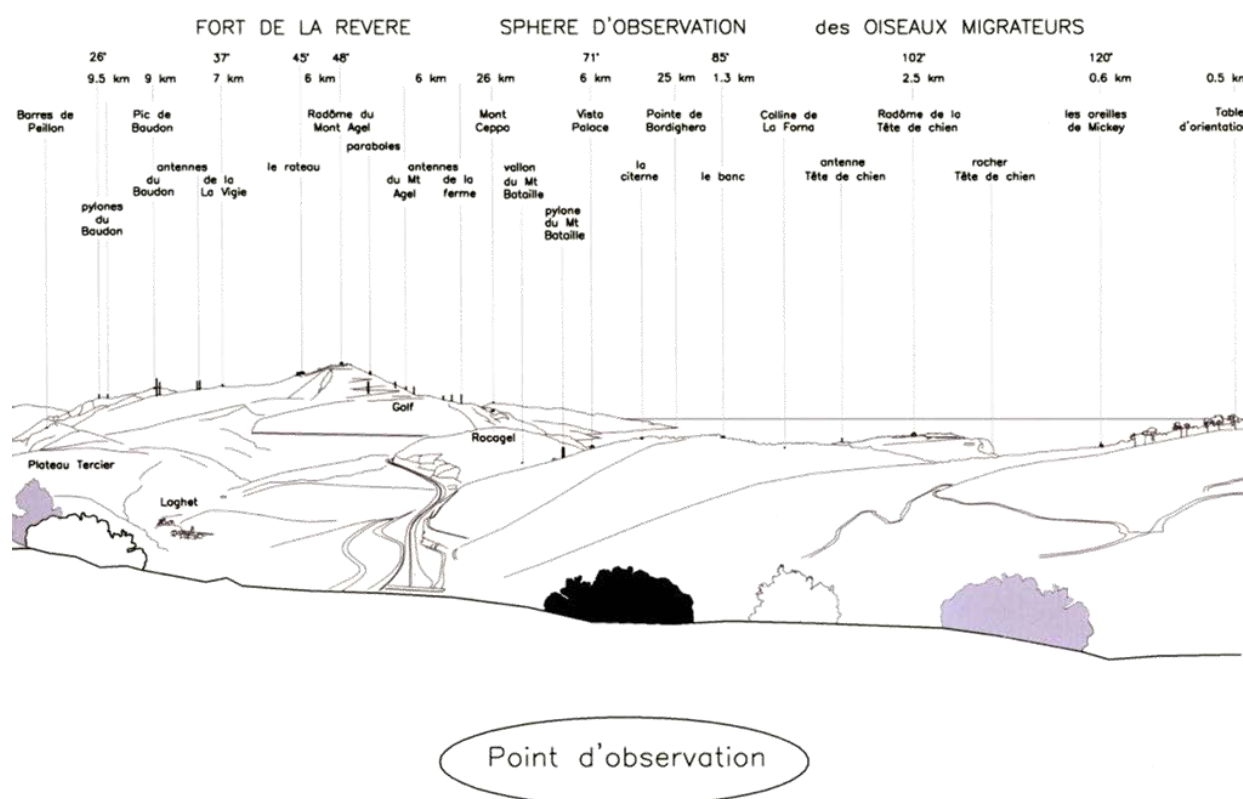 FORT DE LA REVERE SPHERE D'OBSERVATION des OISEAUX MIGRATEURS
26° 37° 45° 48° 71° 85° 102° 120°
9.5 km 9 km 7 km 6 km 6 km 26 km 6 km 25 km 1.3 km 2.5 km 0.6 km 0.5 km
Barres de Pic de Radôme du Mont Vista Pointe de Colline de Radôme de la les oreilles Table
Peillon Baudon Mont Agel Ceppo Palace Bordighera La Forna Tête de chien de Mickey d'orientation
paraboles
antennes le rateau antennes vallon la antenne rocher
du de la du Mt de la du Mt citerne le banc Tête de chien Tête de chien
Baudon La Vigie Agel ferme Bataille
pylones pylone
du du Mt
Baudon Bataille
Golf
Rocagel
Plateau Tercier
Laghet
Point d'observation